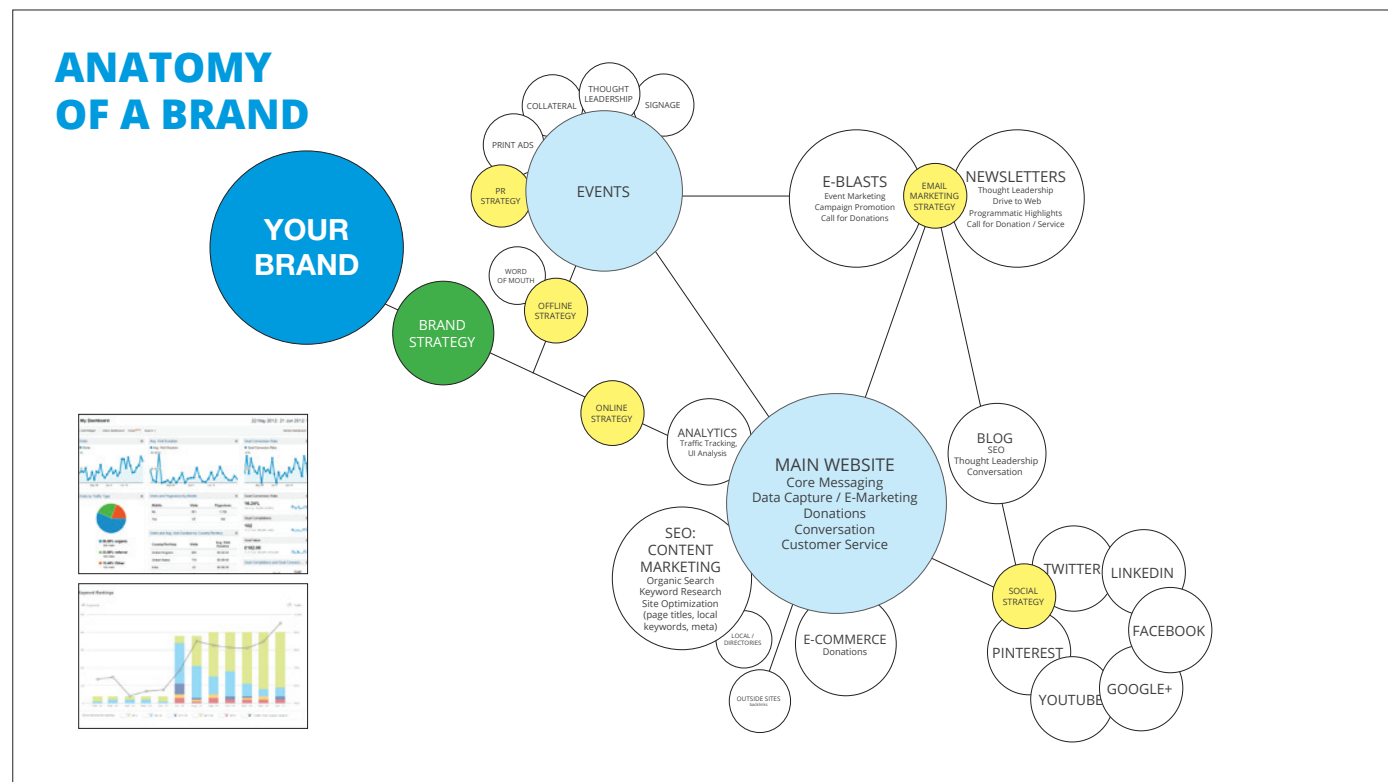 ANATOMY
OF A BRAND
YOUR
BRAND
BRAND
STRATEGY
THOUGHT
LEADERSHIP
COLLATERAL
SIGNAGE
PRINT ADS
PR
STRATEGY
EVENTS
WORD
OF MOUTH
OFFLINE
STRATEGY
ONLINE
STRATEGY
E-BLASTS
Event Marketing
Campaign Promotion
Call for Donations
EMAIL
MARKETING
STRATEGY
NEWSLETTERS
Thought Leadership
Drive to Web
Programmatic Highlights
Call for Donation / Service
ANALYTICS
Traffic Tracking,
UI Analysis
MAIN WEBSITE
Core Messaging
Data Capture / E-Marketing
Donations
Conversation
Customer Service
BLOG
SEO
Thought Leadership
Conversation
SEO:
CONTENT
MARKETING
Organic Search
Keyword Research
Site Optimization
(page titles, local
keywords, meta)
LOCAL /
DIRECTORIES
OUTSIDE SITES
backlinks
E-COMMERCE
Donations
SOCIAL
STRATEGY
TWITTER
LINKEDIN
FACEBOOK
GOOGLE+
YOUTUBE
PINTEREST
My Dashboard